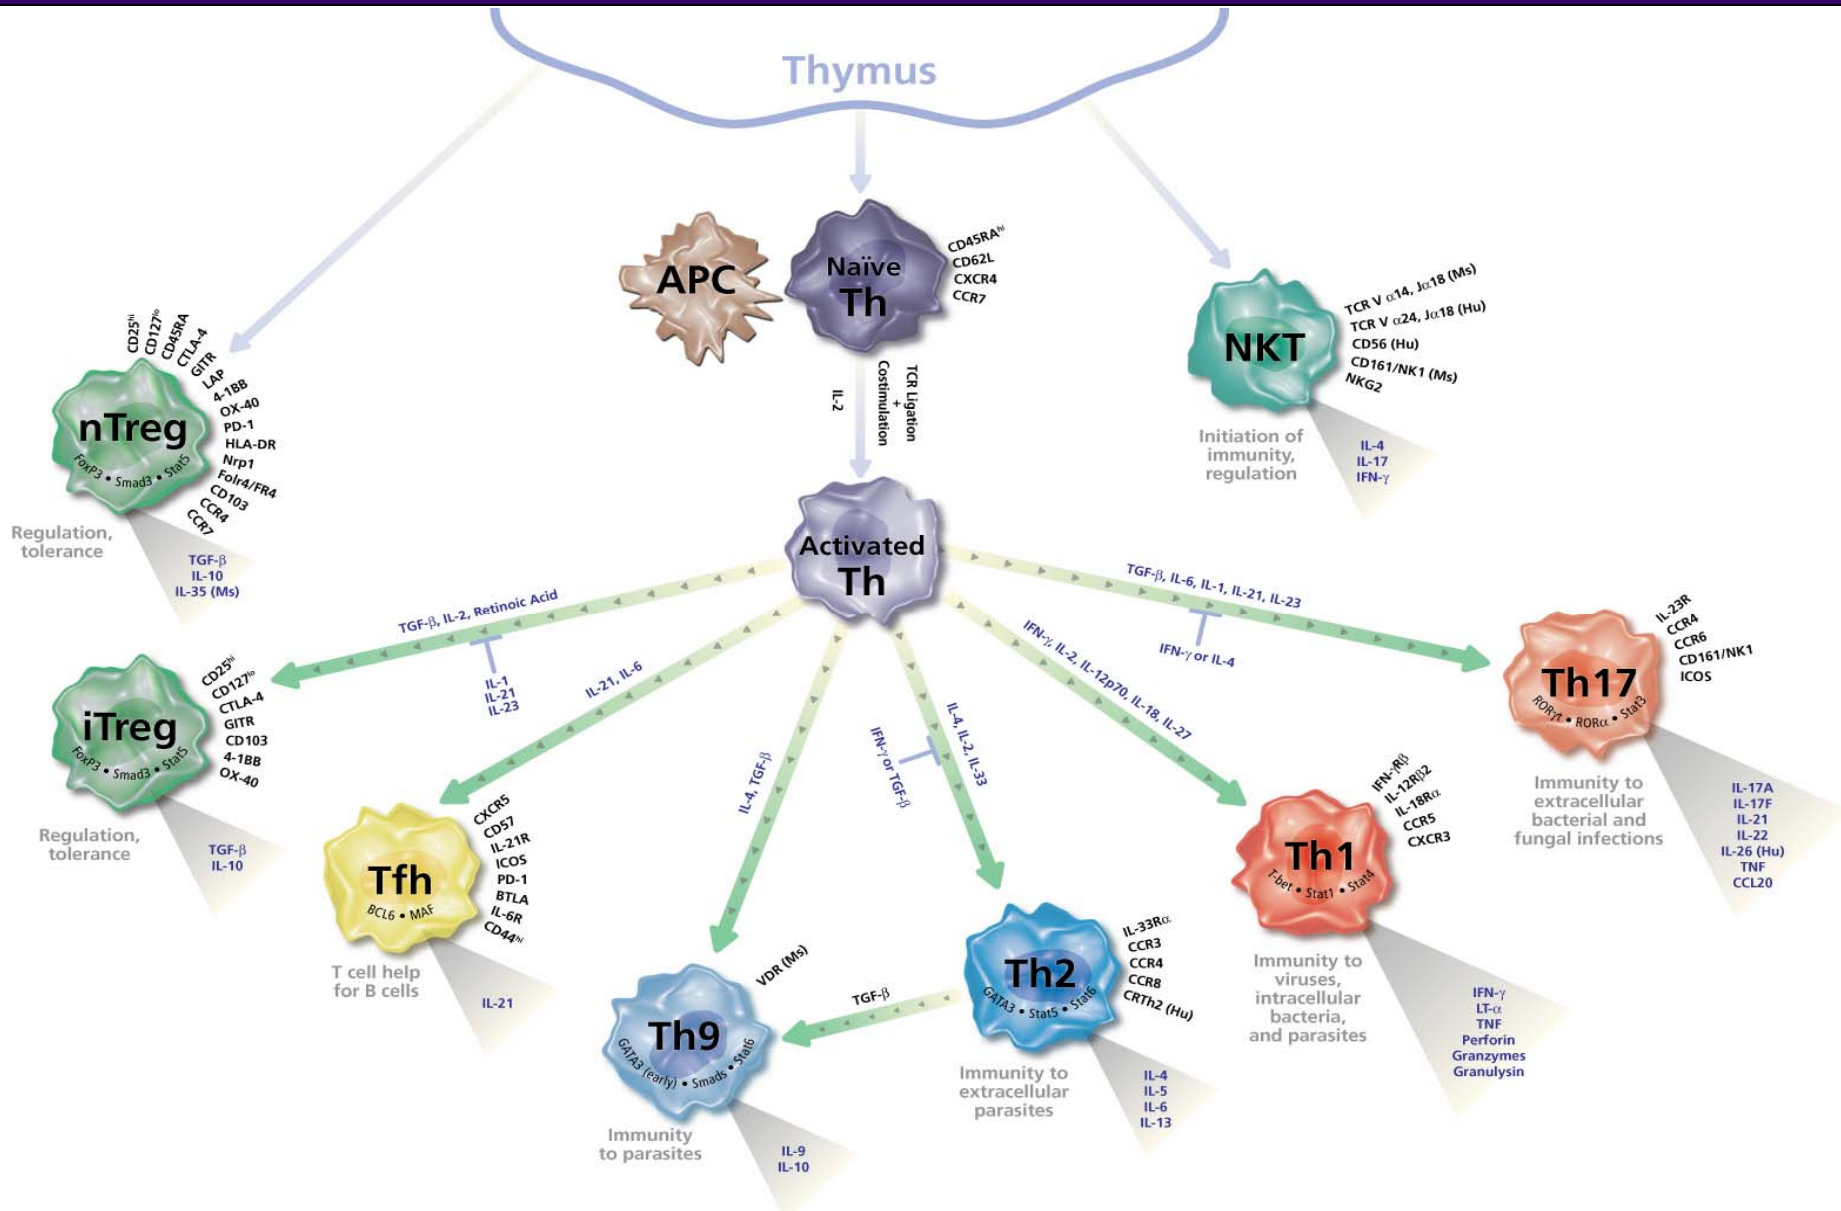 Thymus
APC
Naïve
Th
CD45RAhi
CD62L
CXCR4
CCR7
IL-2
TCR Ligation
+
Costimulation
NKT
TCR V α14, Jα18 (Ms)
TCR V α24, Jα18 (Hu)
CD56 (Hu)
CD161/NK1 (Ms)
NKG2
Initiation of
immunity,
regulation
IL-4
IL-17
IFN-γ
nTreg
FoxP3 • Smad3 • Stat5
CD25hi
CD127lo
CD45RA
CTLA-4
GITR
LAP
4-1BB
OX-40
PD-1
HLA-DR
Nrp1
Folr4/FR4
CD103
CCR4
CCR7
Regulation,
tolerance
TGF-β
IL-10
IL-35 (Ms)
Activated
Th
TGF-β, IL-2, Retinoic Acid
IL-1
IL-21
IL-23
IL-21, IL-6
IL-4, TGF-β
IL-4, IL-2, IL-33
IFN-γ or TGF-β
IFN-γ, IL-2, IL-12p70, IL-18, IL-27
TGF-β, IL-6, IL-1, IL-21, IL-23
IFN-γ or IL-4
iTreg
FoxP3 • Smad3 • Stat5
CD25hi
CD127lo
CTLA-4
GITR
CD103
4-1BB
OX-40
Regulation,
tolerance
TGF-β
IL-10
Tfh
BCL6 • MAF
CXCR5
CD57
IL-21R
ICOS
PD-1
BTLA
IL-6R
CD44hi
T cell help
for B cells
IL-21
Th9
GATA3 (early) • Smads • Stat6
VDR (Ms)
Immunity
to parasites
IL-9
IL-10
TGF-β
Th2
GATA3 • Stat5 • Stat6
IL-33Rα
CCR3
CCR4
CCR8
CRTh2 (Hu)
Immunity to
extracellular
parasites
IL-4
IL-5
IL-6
IL-13
Th1
T-bet • Stat1 • Stat4
IFN-γRβ
IL-12Rβ2
IL-18Rα
CCR5
CXCR3
Immunity to
viruses,
intracellular
bacteria,
and parasites
IFN-γ
LT-α
TNF
Perforin
Granzymes
Granulysin
Th17
RORγt • RORα • Stat3
IL-23R
CCR4
CCR6
CD161/NK1
ICOS
Immunity to
extracellular
bacterial and
fungal infections
IL-17A
IL-17F
IL-21
IL-22
IL-26 (Hu)
TNF
CCL20